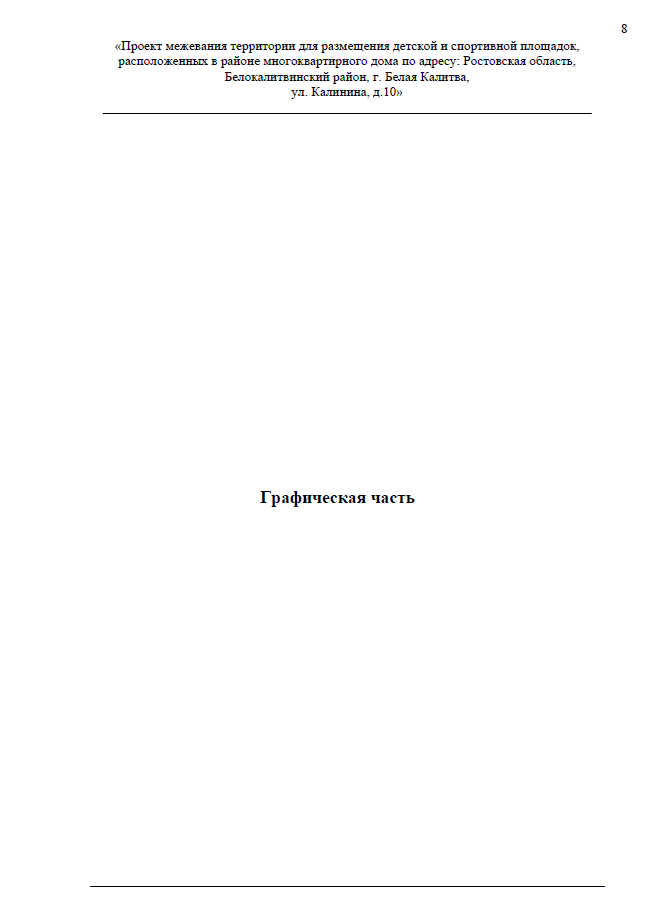 8
«Проект межевания территории для размещения детской и спортивной площадок,
расположенных в районе многоквартирного дома по адресу: Ростовская область,
Белокалитвинский район, г. Белая Калитва,
ул. Калинина, д.10»
Графическая часть